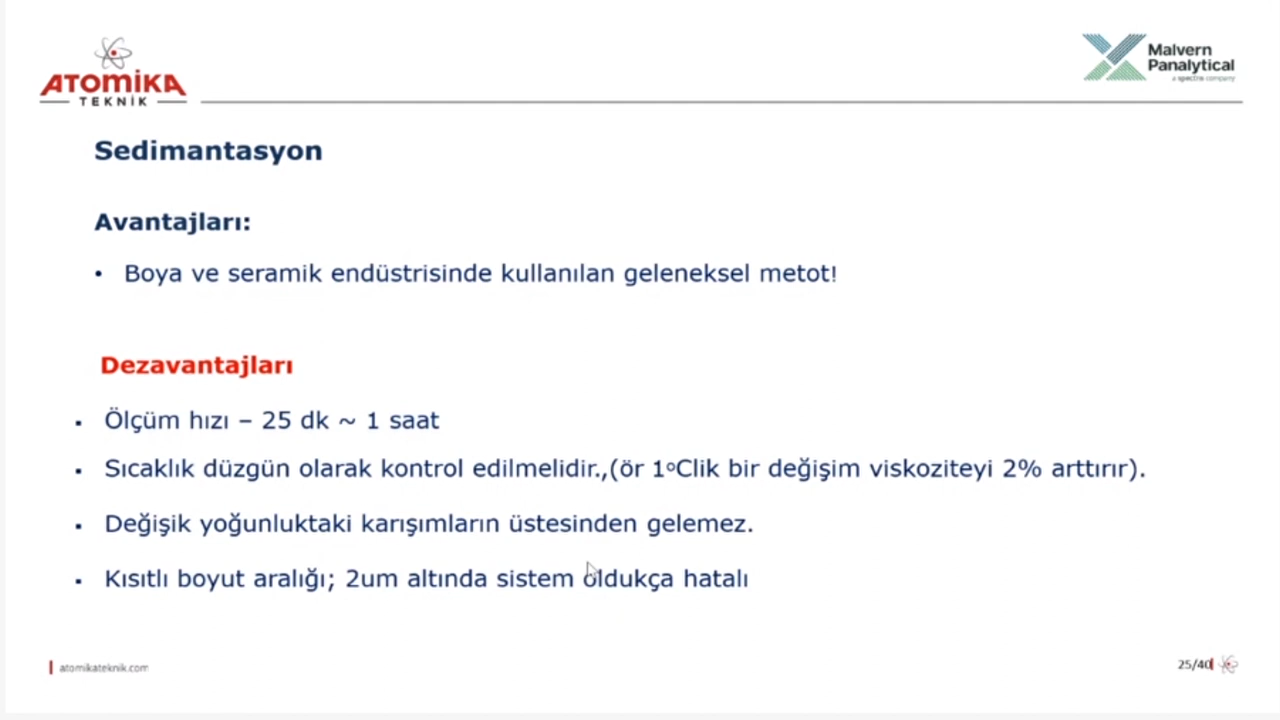 ATOMİKA
TEKNİK
Malvern
Panalytical
a spectris company
Sedimantasyon
Avantajları:
• Boya ve seramik endüstrisinde kullanılan geleneksel metot!
Dezavantajları
▪ Ölçüm hızı – 25 dk ~ 1 saat
▪ Sıcaklık düzgün olarak kontrol edilmelidir.,(ör 1ºClik bir değişim viskoziteyi 2% arttırır).
▪ Değişik yoğunluktaki karışımların üstesinden gelemez.
▪ Kısıtlı boyut aralığı; 2um altında sistem oldukça hatalı
atomikateknik.com
25/40